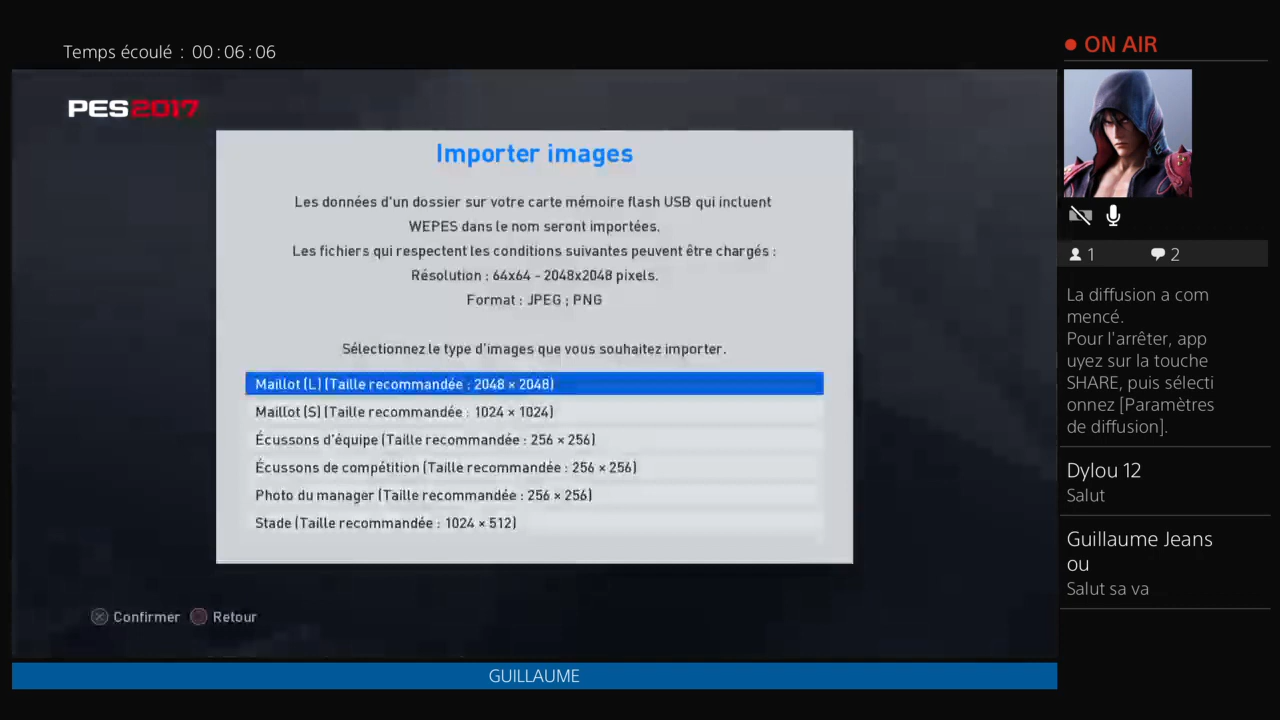 Temps écoulé : 00:06:06
PES2017
Importer images
Les données d'un dossier sur votre carte mémoire flash USB qui incluent
WEPES dans le nom seront importées.
Les fichiers qui respectent les conditions suivantes peuvent être chargés :
Résolution : 64x64 - 2048x2048 pixels.
Format : JPEG ; PNG
Sélectionnez le type d'images que vous souhaitez importer.
Maillot (L) (Taille recommandée : 2048 × 2048)
Maillot (S) (Taille recommandée : 1024 × 1024)
Écussons d'équipe (Taille recommandée : 256 × 256)
Écussons de compétition (Taille recommandée : 256 × 256)
Photo du manager (Taille recommandée : 256 × 256)
Stade (Taille recommandée : 1024 × 512)
Confirmer Retour
GUILLAUME
ON AIR
1 2
La diffusion a com
mencé.
Pour l'arrêter, app
uyez sur la touche
SHARE, puis sélecti
onnez [Paramètres
de diffusion].
Dylou 12
Salut
Guillaume Jeans
ou
Salut sa va